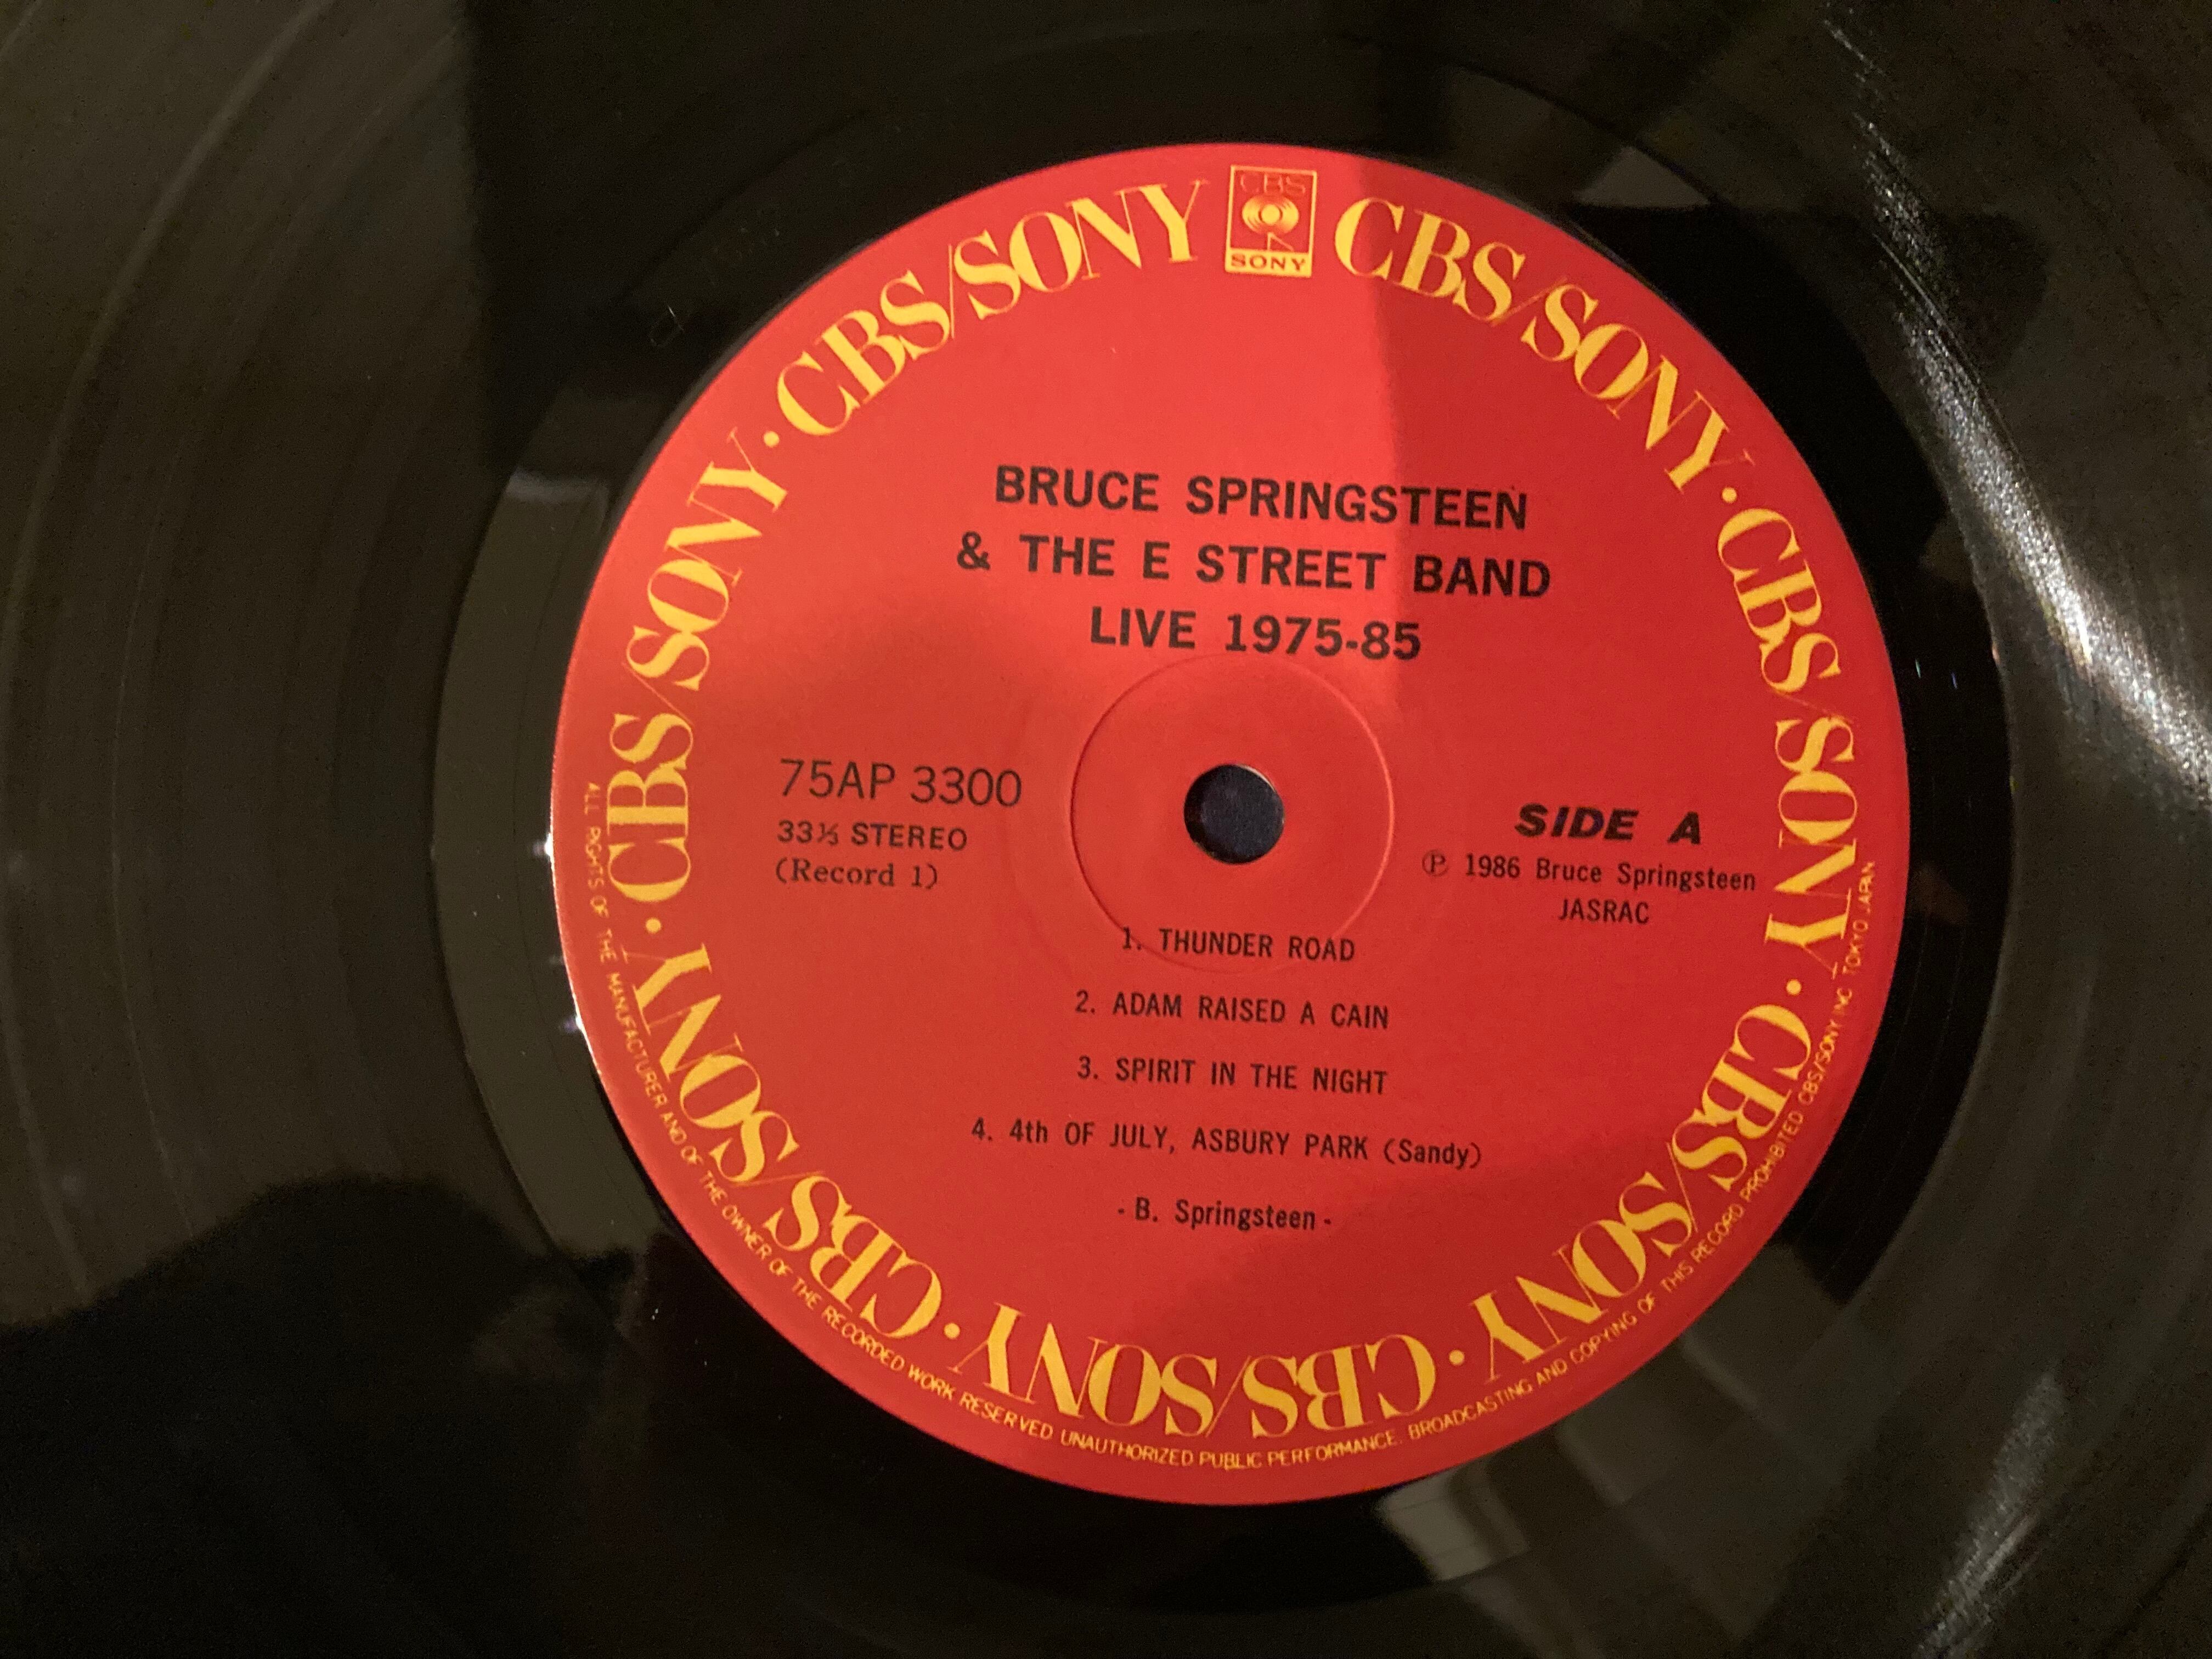 CBS
SONY
CBS/SONY · CBS/SONY · CBS/SONY · CBS/SONY · CBS/SONY · CBS/SONY · CBS/SONY · CBS/SONY
BRUCE SPRINGSTEEN
& THE E STREET BAND
LIVE 1975-85
75AP 3300
33⅓ STEREO
(Record 1)
SIDE A
Ⓟ 1986 Bruce Springsteen
JASRAC
1. THUNDER ROAD
2. ADAM RAISED A CAIN
3. SPIRIT IN THE NIGHT
4. 4th OF JULY, ASBURY PARK (Sandy)
- B. Springsteen -
ALL RIGHTS OF THE MANUFACTURER AND OF THE OWNER OF THE RECORDED WORK RESERVED UNAUTHORIZED PUBLIC PERFORMANCE. BROADCASTING AND COPYING OF THIS RECORD PROHIBITED CBS/SONY INC. TOKYO JAPAN